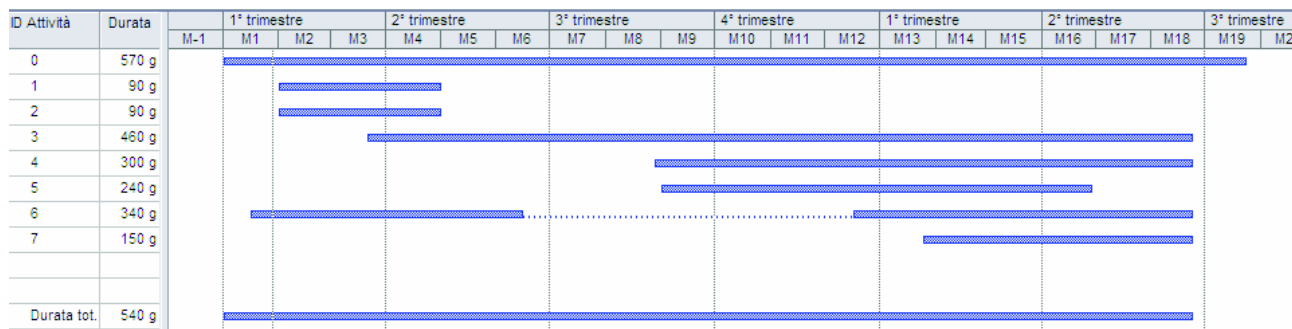 ID Attività Durata 1° trimestre 2° trimestre 3° trimestre 4° trimestre 1° trimestre 2° trimestre 3° trimestre
M-1 M1 M2 M3 M4 M5 M6 M7 M8 M9 M10 M11 M12 M13 M14 M15 M16 M17 M18 M19 M2
0 570 g
1 90 g
2 90 g
3 460 g
4 300 g
5 240 g
6 340 g
7 150 g
Durata tot. 540 g